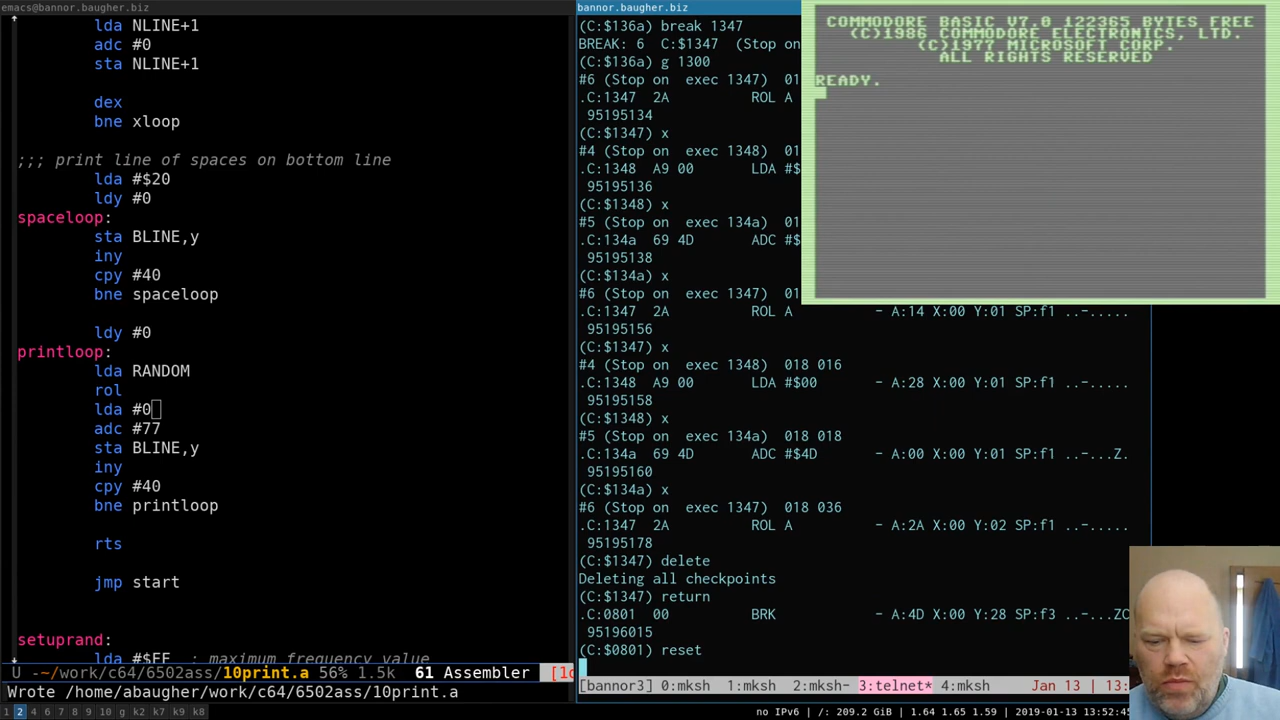 emacs@bannor.baugher.biz
lda NLINE+1
adc #0
sta NLINE+1
dex
bne xloop
;;; print line of spaces on bottom line
lda #$20
ldy #0
spaceloop:
sta BLINE,y
iny
cpy #40
bne spaceloop
ldy #0
printloop:
lda RANDOM
rol
lda #0
adc #77
sta BLINE,y
iny
cpy #40
bne printloop
rts
jmp start
setuprand:
lda #$FF ; maximum frequency value
U -~/work/c64/6502ass/10print.a 56% 1.5k 61 Assembler
Wrote /home/abaugher/work/c64/6502ass/10print.a
bannor.baugher.biz
(C:$136a) break 1347
BREAK: 6 C:$1347 (Stop on
(C:$136a) g 1300
#6 (Stop on exec 1347) 01
.C:1347 2A ROL A
95195134
(C:$1347) x
#4 (Stop on exec 1348) 01
.C:1348 A9 00 LDA #$
95195136
(C:$1348) x
#5 (Stop on exec 134a) 01
.C:134a 69 4D ADC #$
95195138
(C:$134a) x
#6 (Stop on exec 1347) 01
.C:1347 2A ROL A - A:14 X:00 Y:01 SP:f1 ..-.....
95195156
(C:$1347) x
#4 (Stop on exec 1348) 018 016
.C:1348 A9 00 LDA #$00 - A:28 X:00 Y:01 SP:f1 ..-.....
95195158
(C:$1348) x
#5 (Stop on exec 134a) 018 018
.C:134a 69 4D ADC #$4D - A:00 X:00 Y:01 SP:f1 ..-...Z.
95195160
(C:$134a) x
#6 (Stop on exec 1347) 018 036
.C:1347 2A ROL A - A:2A X:00 Y:02 SP:f1 ..-.....
95195178
(C:$1347) delete
Deleting all checkpoints
(C:$1347) return
.C:0801 00 BRK - A:4D X:00 Y:28 SP:f3 ..-...ZC
95196015
(C:$0801) reset
[bannor3] 0:mksh 1:mksh 2:mksh- 3:telnet* 4:mksh Jan 13 | 13:
COMMODORE BASIC V7.0 122365 BYTES FREE
(C)1986 COMMODORE ELECTRONICS, LTD.
(C)1977 MICROSOFT CORP.
ALL RIGHTS RESERVED
READY.
1 2 3 4 5 6 7 8 9 10 g k2 k7 k9 k8
no IPv6 | /: 209.2 GiB | 1.64 1.65 1.59 | 2019-01-13 13:52:45